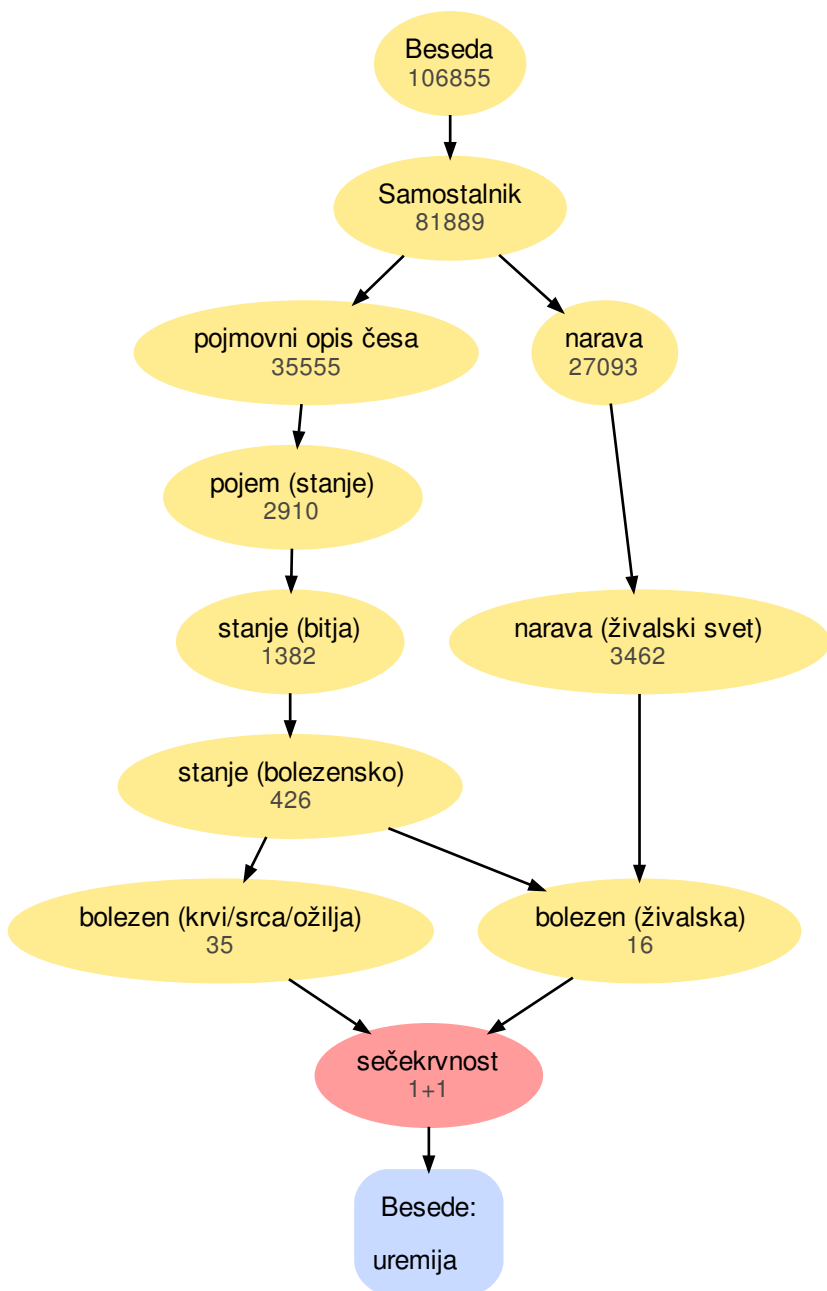 Beseda
106855
Samostalnik
81889
pojmovni opis česa
35555
narava
27093
pojem (stanje)
2910
stanje (bitja)
1382
narava (živalski svet)
3462
stanje (bolezensko)
426
bolezen (krvi/srca/ožilja)
35
bolezen (živalska)
16
sečekrvnost
1+1
Besede:
uremija